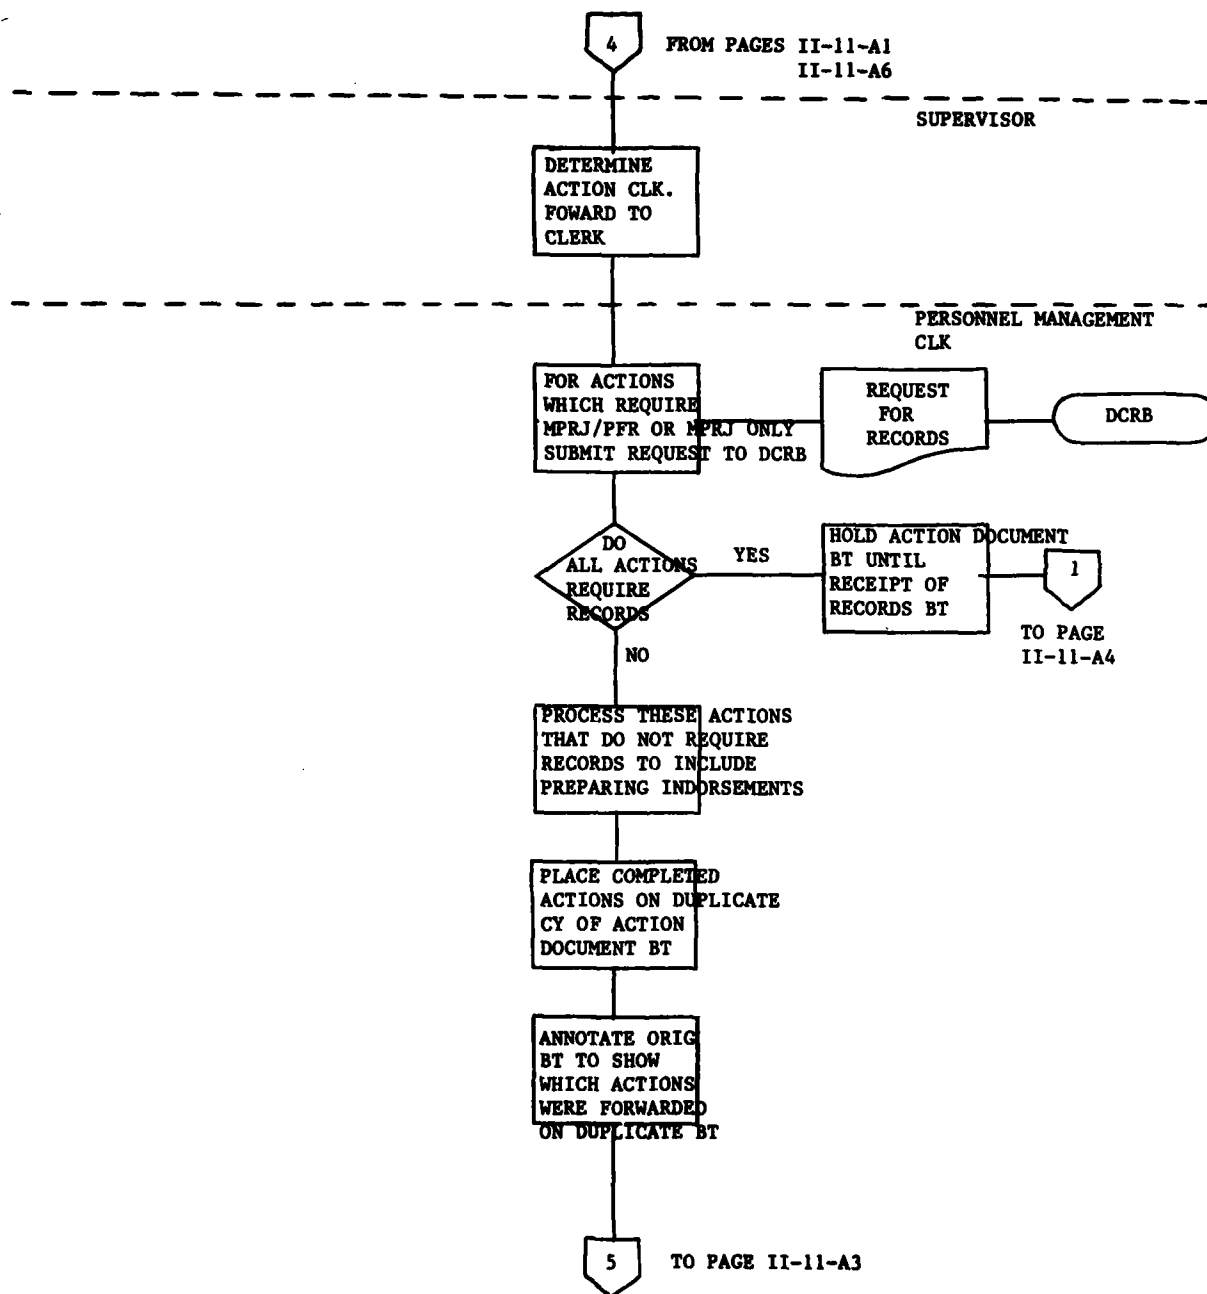 4
FROM PAGES II-11-A1
II-11-A6
SUPERVISOR
DETERMINE
ACTION CLK.
FOWARD TO
CLERK
PERSONNEL MANAGEMENT
CLK
FOR ACTIONS
WHICH REQUIRE
MPRJ/PFR OR MPRJ ONLY
SUBMIT REQUEST TO DCRB
REQUEST
FOR
RECORDS
DCRB
DO
ALL ACTIONS
REQUIRE
RECORDS
YES
HOLD ACTION DOCUMENT
BT UNTIL
RECEIPT OF
RECORDS BT
1
TO PAGE
II-11-A4
NO
PROCESS THESE ACTIONS
THAT DO NOT REQUIRE
RECORDS TO INCLUDE
PREPARING INDORSEMENTS
PLACE COMPLETED
ACTIONS ON DUPLICATE
CY OF ACTION
DOCUMENT BT
ANNOTATE ORIG
BT TO SHOW
WHICH ACTIONS
WERE FORWARDED
ON DUPLICATE BT
5
TO PAGE II-11-A3